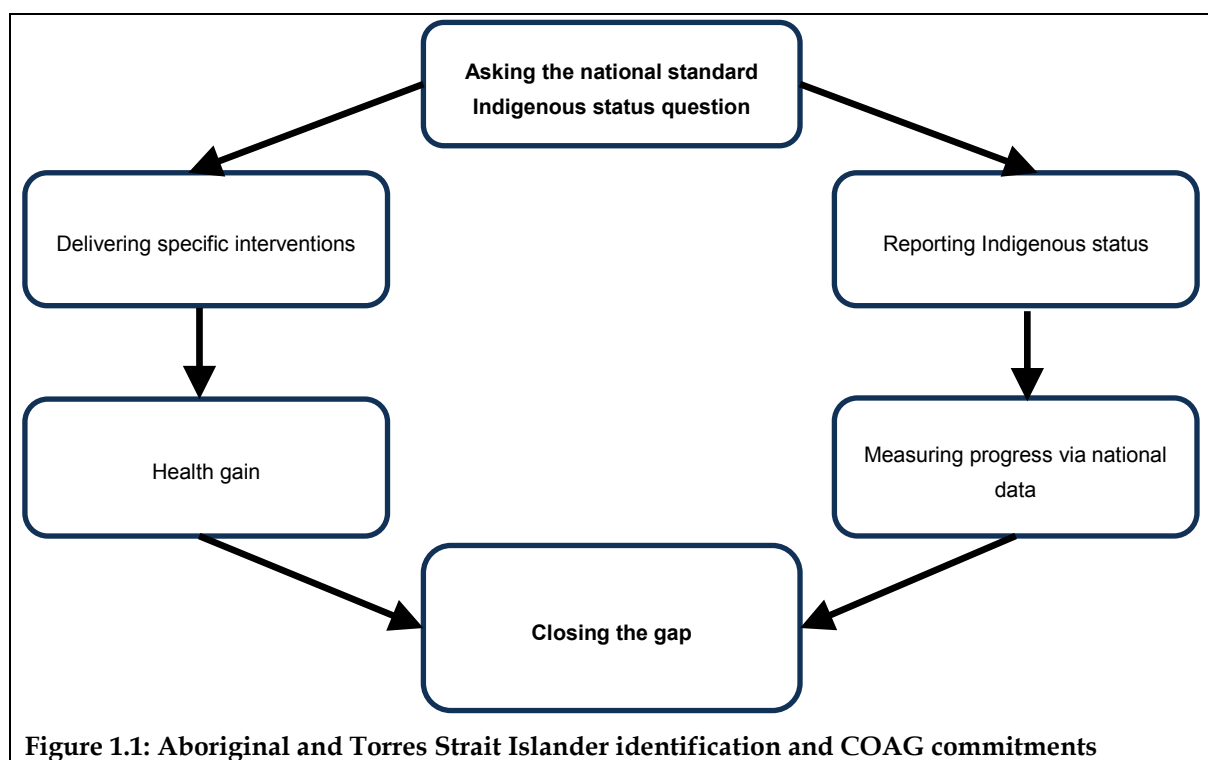 Asking the national standard
Indigenous status question
Delivering specific interventions
Reporting Indigenous status
Health gain
Measuring progress via national
data
Closing the gap
Figure 1.1: Aboriginal and Torres Strait Islander identification and COAG commitments